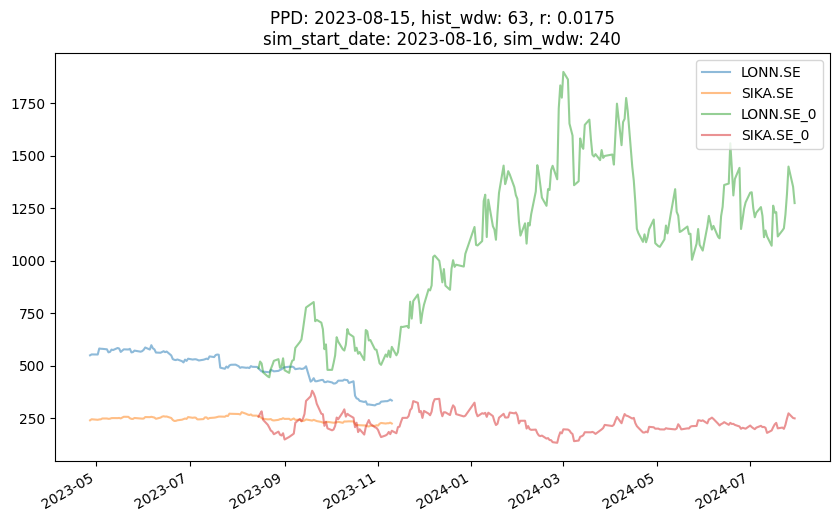 PPD: 2023-08-15, hist_wdw: 63, r: 0.0175
sim_start_date: 2023-08-16, sim_wdw: 240
LONN.SE
SIKA.SE
LONN.SE_0
SIKA.SE_0
1750
1500
1250
1000
750
500
250
2023-05
2023-07
2023-09
2023-11
2024-01
2024-03
2024-05
2024-07